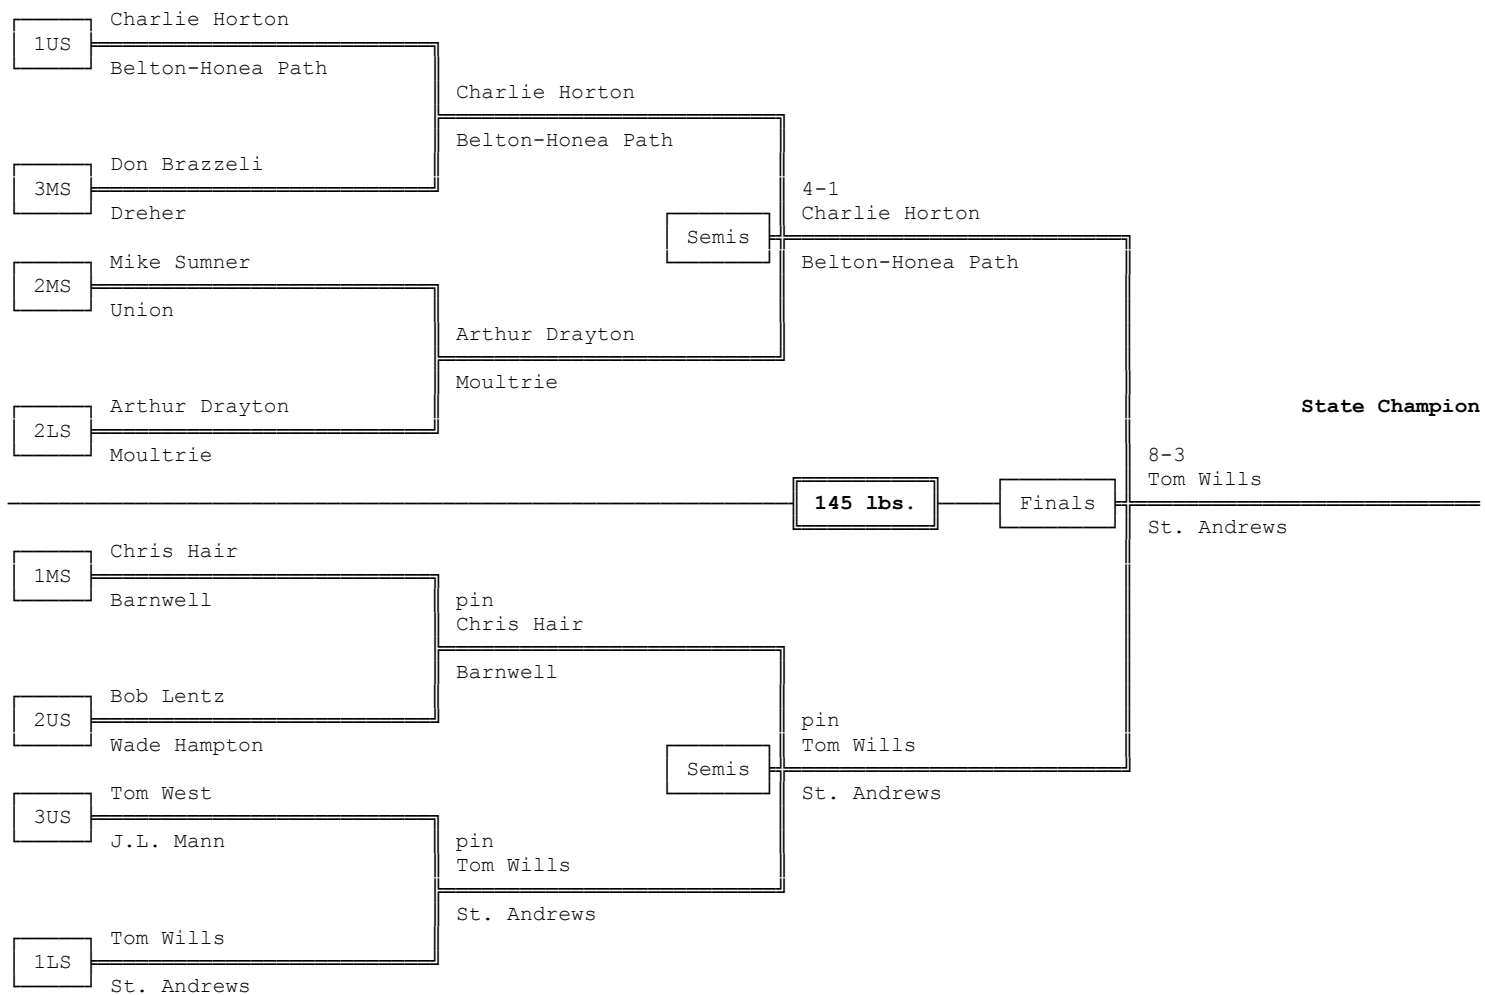 Charlie Horton
1US
Belton-Honea Path
Charlie Horton
Belton-Honea Path
Don Brazzeli
3MS
4-1
Dreher
Charlie Horton
Semis
Mike Sumner
Belton-Honea Path
2MS
Union
Arthur Drayton
Moultrie
Arthur Drayton
State Champion
2LS
Moultrie
8-3
Tom Wills
145 lbs.
Finals
St. Andrews
Chris Hair
1MS
Barnwell
pin
Chris Hair
Barnwell
Bob Lentz
2US
pin
Wade Hampton
Tom Wills
Semis
Tom West
St. Andrews
3US
J.L. Mann
pin
Tom Wills
St. Andrews
Tom Wills
1LS
St. Andrews